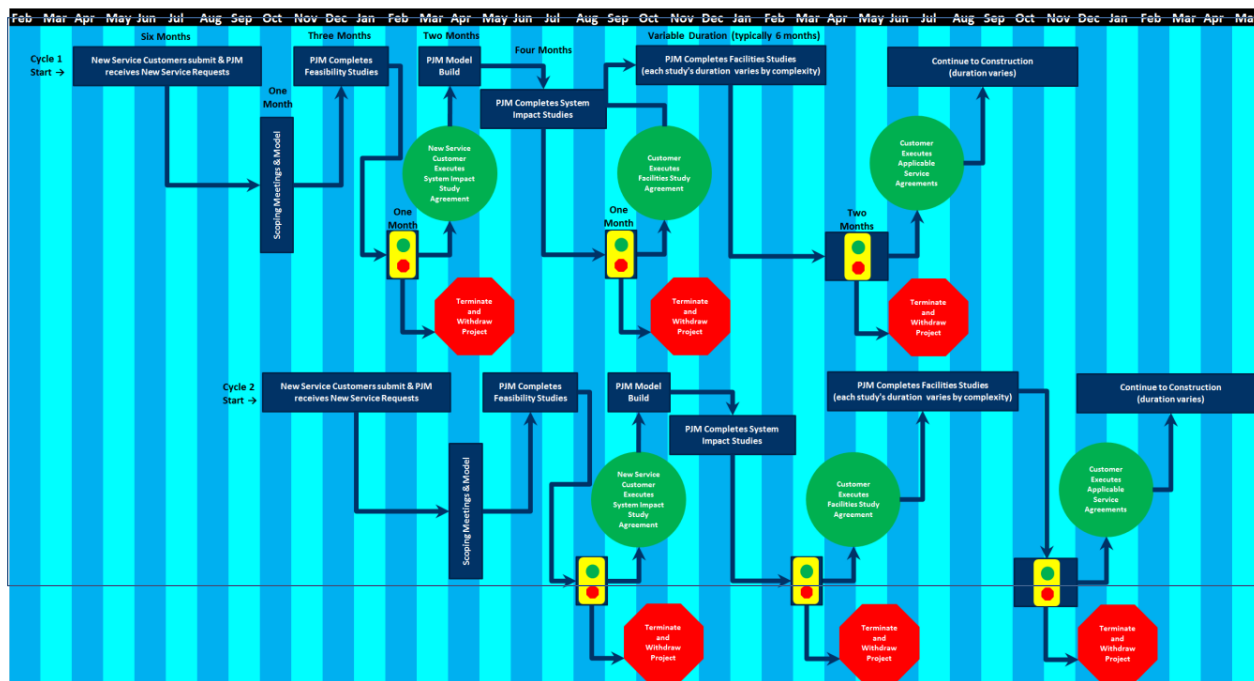 Feb Mar Apr May Jun Jul Aug Sep Oct Nov Dec Jan Feb Mar Apr May Jun Jul Aug Sep Oct Nov Dec Jan Feb Mar Apr May Jun Jul Aug Sep Oct Nov Dec Jan Feb Mar Apr Ma
Six Months
Three Months
Two Months
Four Months
Variable Duration (typically 6 months)
Cycle 1
Start →
New Service Customers submit & PJM
receives New Service Requests
One
Month
Scoping Meetings & Model
PJM Completes
Feasibility Studies
One
Month
New Service
Customer
Executes
System Impact
Study
Agreement
Terminate
and
Withdraw
Project
PJM Model
Build
PJM Completes System
Impact Studies
One
Month
Customer
Executes
Facilities Study
Agreement
Terminate
and
Withdraw
Project
PJM Completes Facilities Studies
(each study's duration varies by complexity)
Two
Months
Customer
Executes
Applicable
Service
Agreements
Terminate
and
Withdraw
Project
Continue to Construction
(duration varies)
Cycle 2
Start →
New Service Customers submit & PJM
receives New Service Requests
Scoping Meetings & Model
PJM Completes
Feasibility Studies
New Service
Customer
Executes
System Impact
Study
Agreement
Terminate
and
Withdraw
Project
PJM Model
Build
PJM Completes System
Impact Studies
Customer
Executes
Facilities Study
Agreement
Terminate
and
Withdraw
Project
PJM Completes Facilities Studies
(each study's duration varies by complexity)
Customer
Executes
Applicable
Service
Agreements
Terminate
and
Withdraw
Project
Continue to Construction
(duration varies)